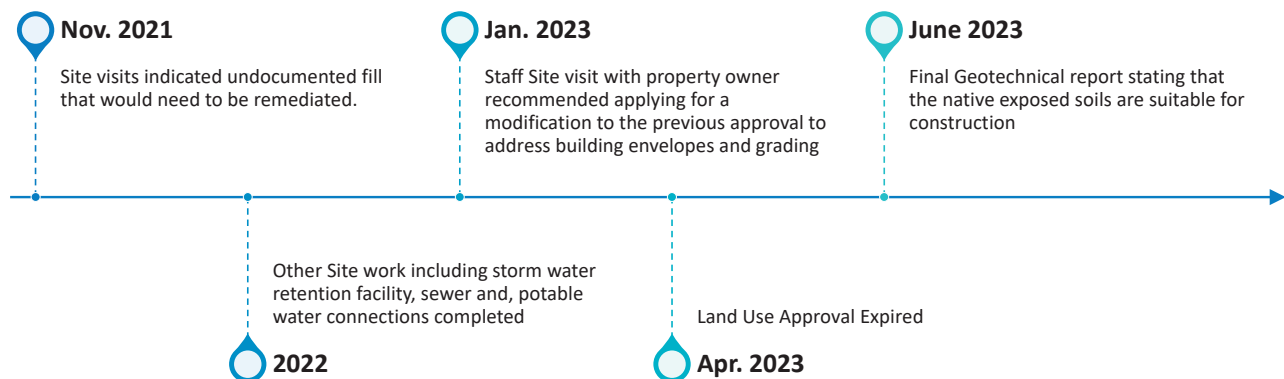 Nov. 2021
Site visits indicated undocumented fill
that would need to be remediated.
Jan. 2023
Staff Site visit with property owner
recommended applying for a
modification to the previous approval to
address building envelopes and grading
June 2023
Final Geotechnical report stating that
the native exposed soils are suitable for
construction
Other Site work including storm water
retention facility, sewer and, potable
water connections completed
2022
Land Use Approval Expired
Apr. 2023